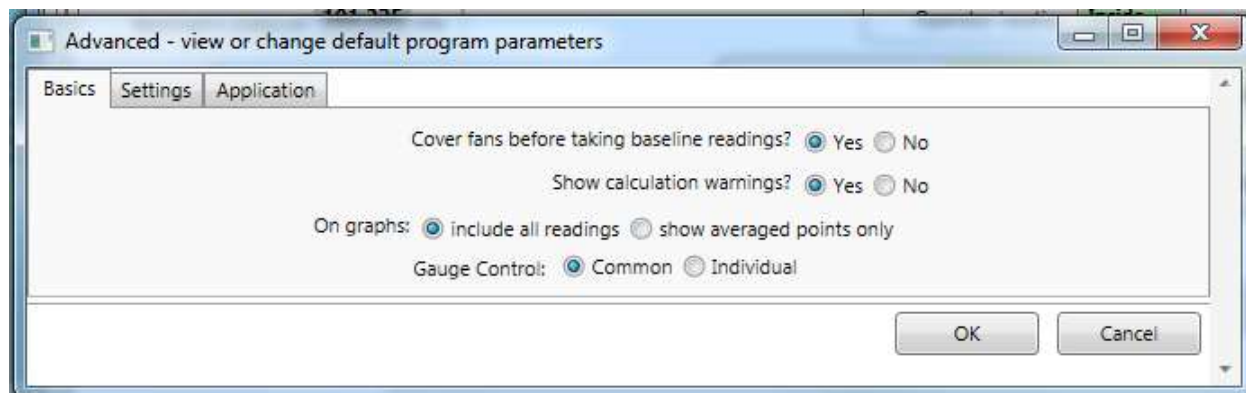 Advanced - view or change default program parameters
Basics Settings Application
Cover fans before taking baseline readings? Yes No
Show calculation warnings? Yes No
On graphs: include all readings show averaged points only
Gauge Control: Common Individual
OK Cancel